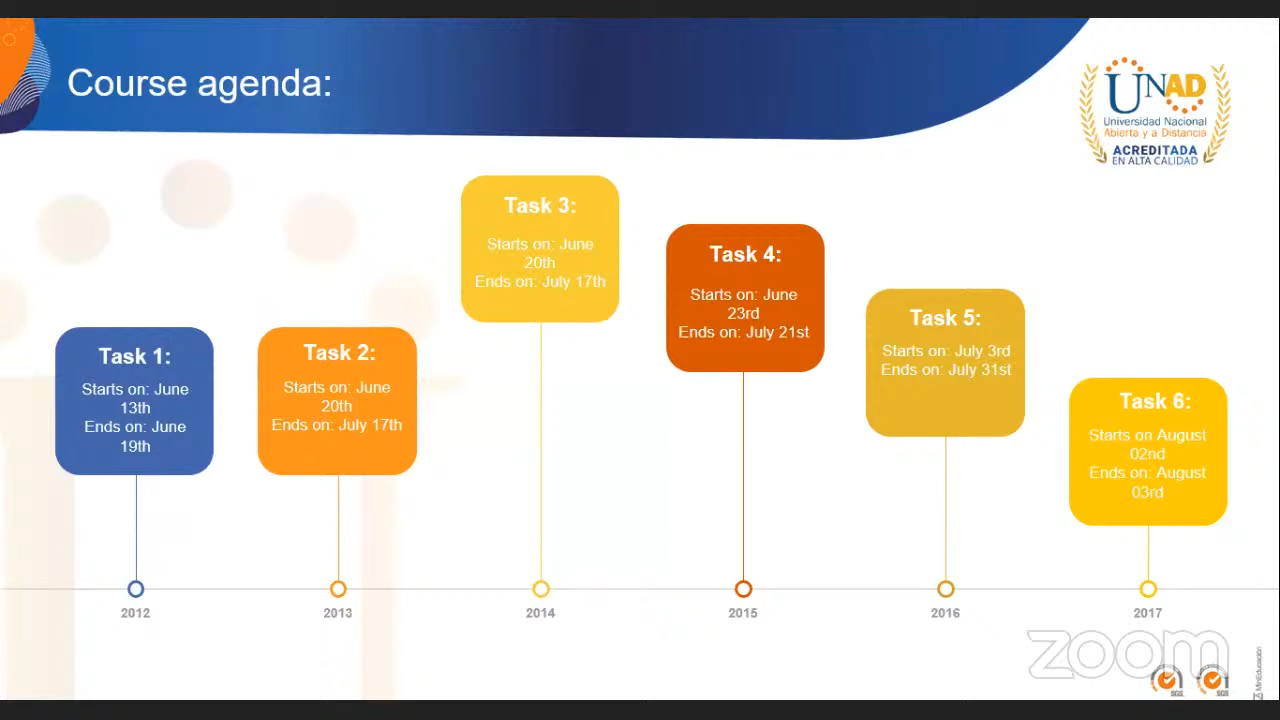 Course agenda:
UNAD
Universidad Nacional
Abierta y a Distancia
ACREDITADA
EN ALTA CALIDAD
Task 1:
Starts on: June
13th
Ends on: June
19th
Task 2:
Starts on: June
20th
Ends on: July 17th
Task 3:
Starts on: June
20th
Ends on: July 17th
Task 4:
Starts on: June
23rd
Ends on: July 21st
Task 5:
Starts on: July 3rd
Ends on: July 31st
Task 6:
Starts on August
02nd
Ends on: August
03rd
2012
2013
2014
2015
2016
2017
zoom
SGS
SGS
MinEducación